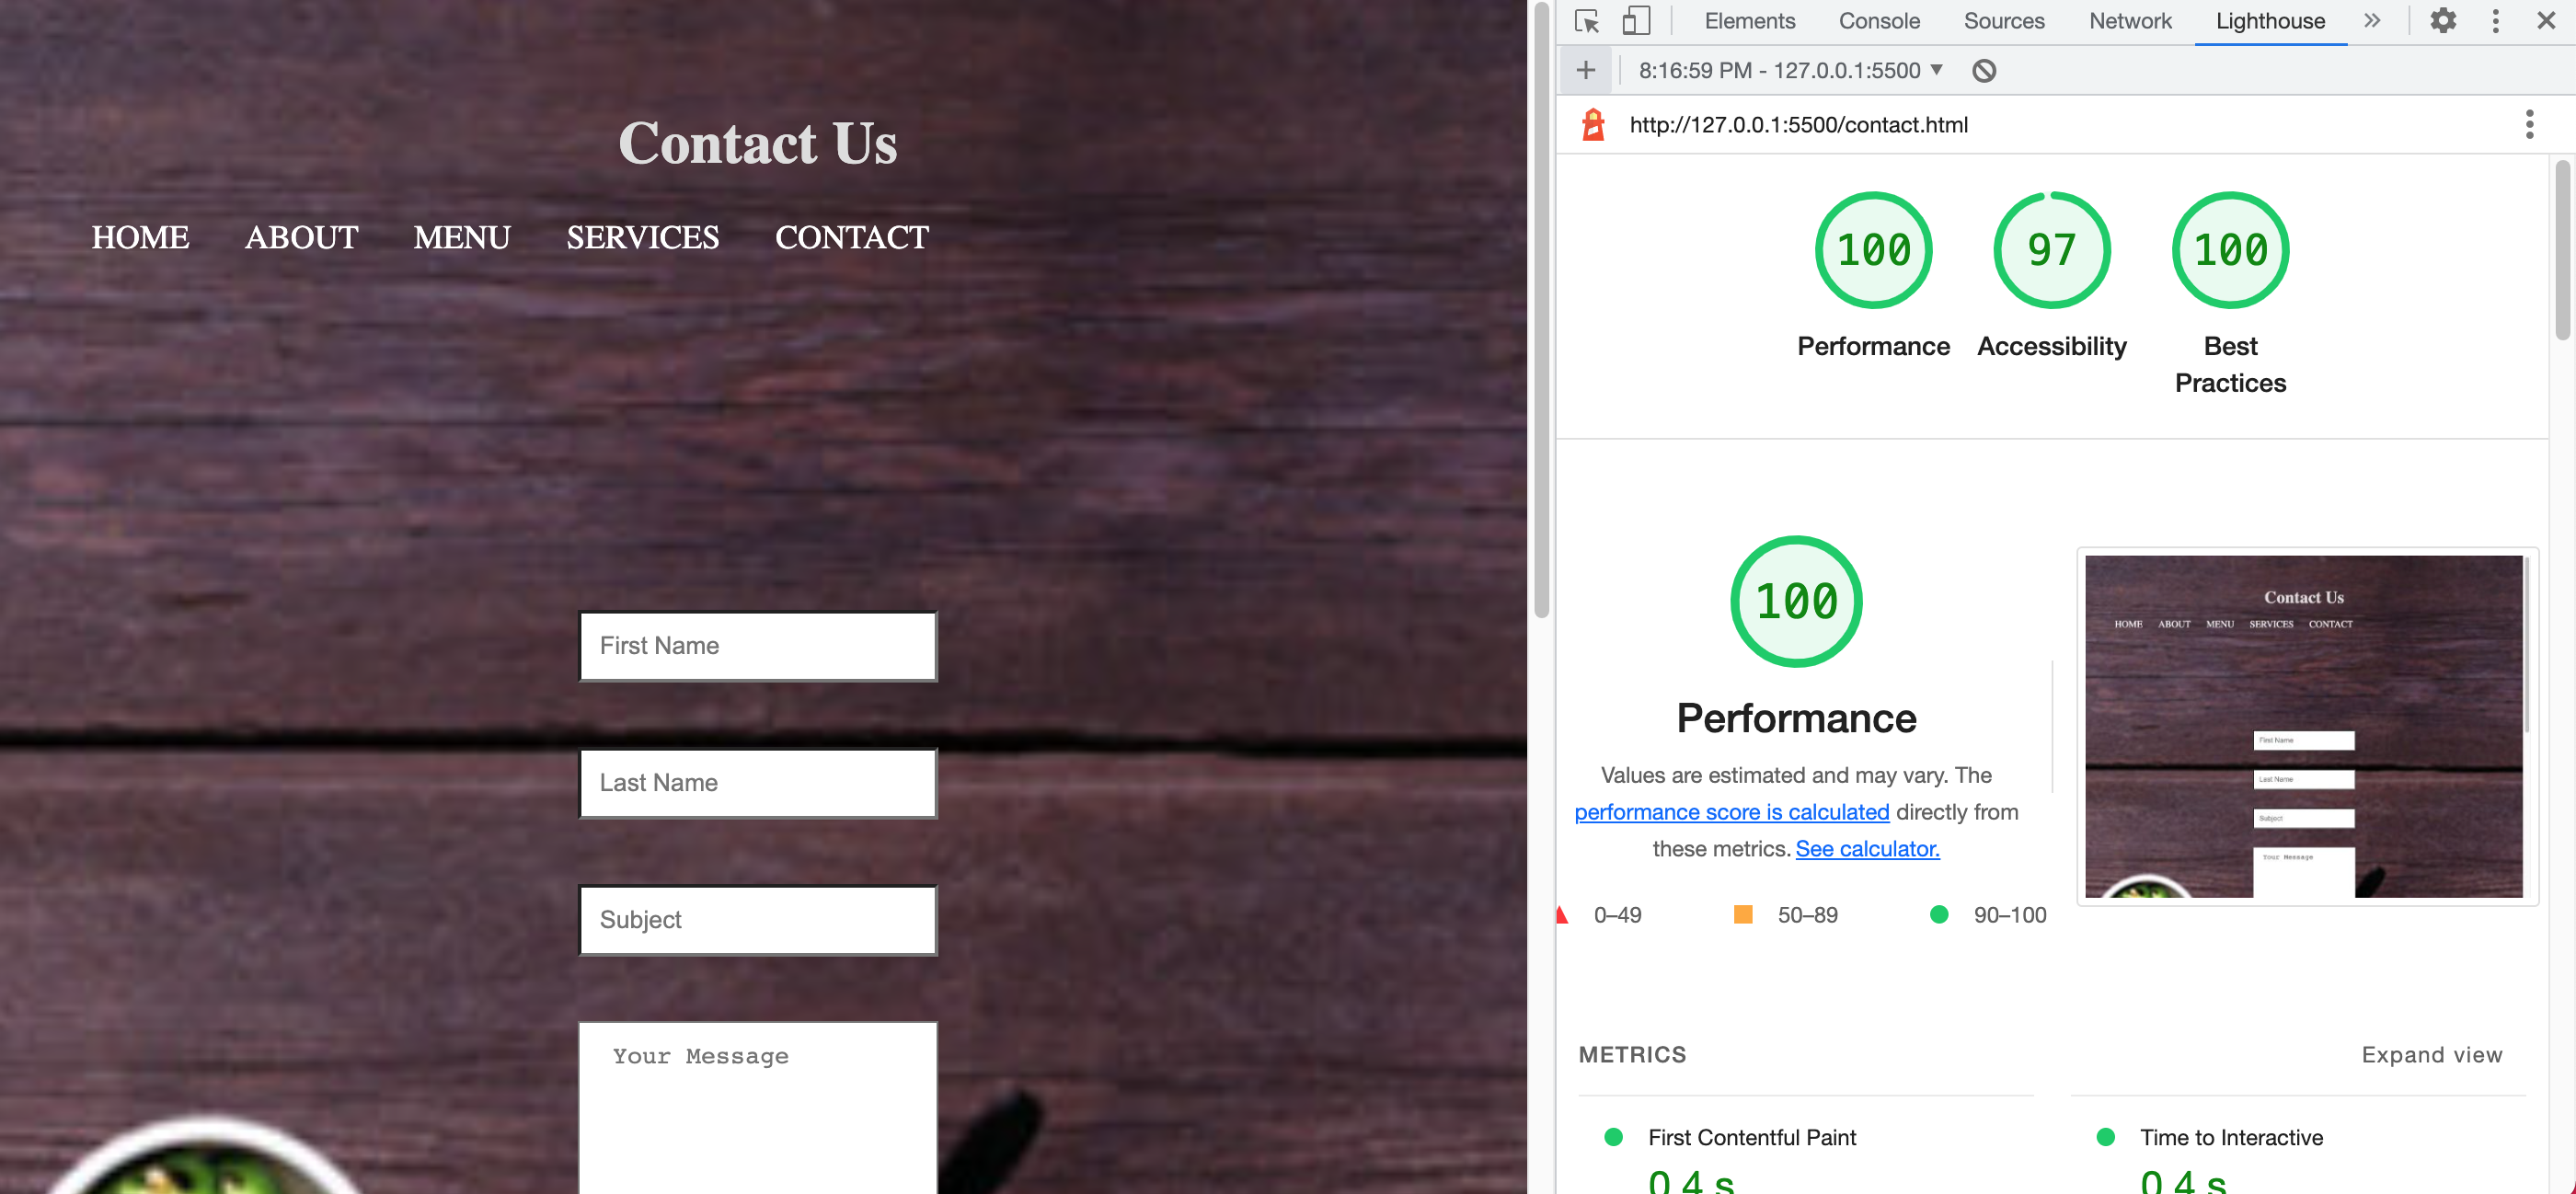 Contact Us
HOME ABOUT MENU SERVICES CONTACT
First Name
Last Name
Subject
Your Message
Elements Console Sources Network Lighthouse
8:16:59 PM - 127.0.0.1:5500
http://127.0.0.1:5500/contact.html
100 97 100
Performance Accessibility Best
Practices
100
Performance
Values are estimated and may vary. The
performance score is calculated directly from
these metrics. See calculator.
0–49 50–89 90–100
Contact Us
HOME ABOUT MENU SERVICES CONTACT
First Name
Last Name
Subject
Your Message
METRICS Expand view
First Contentful Paint Time to Interactive
0.4 s 0.4 s